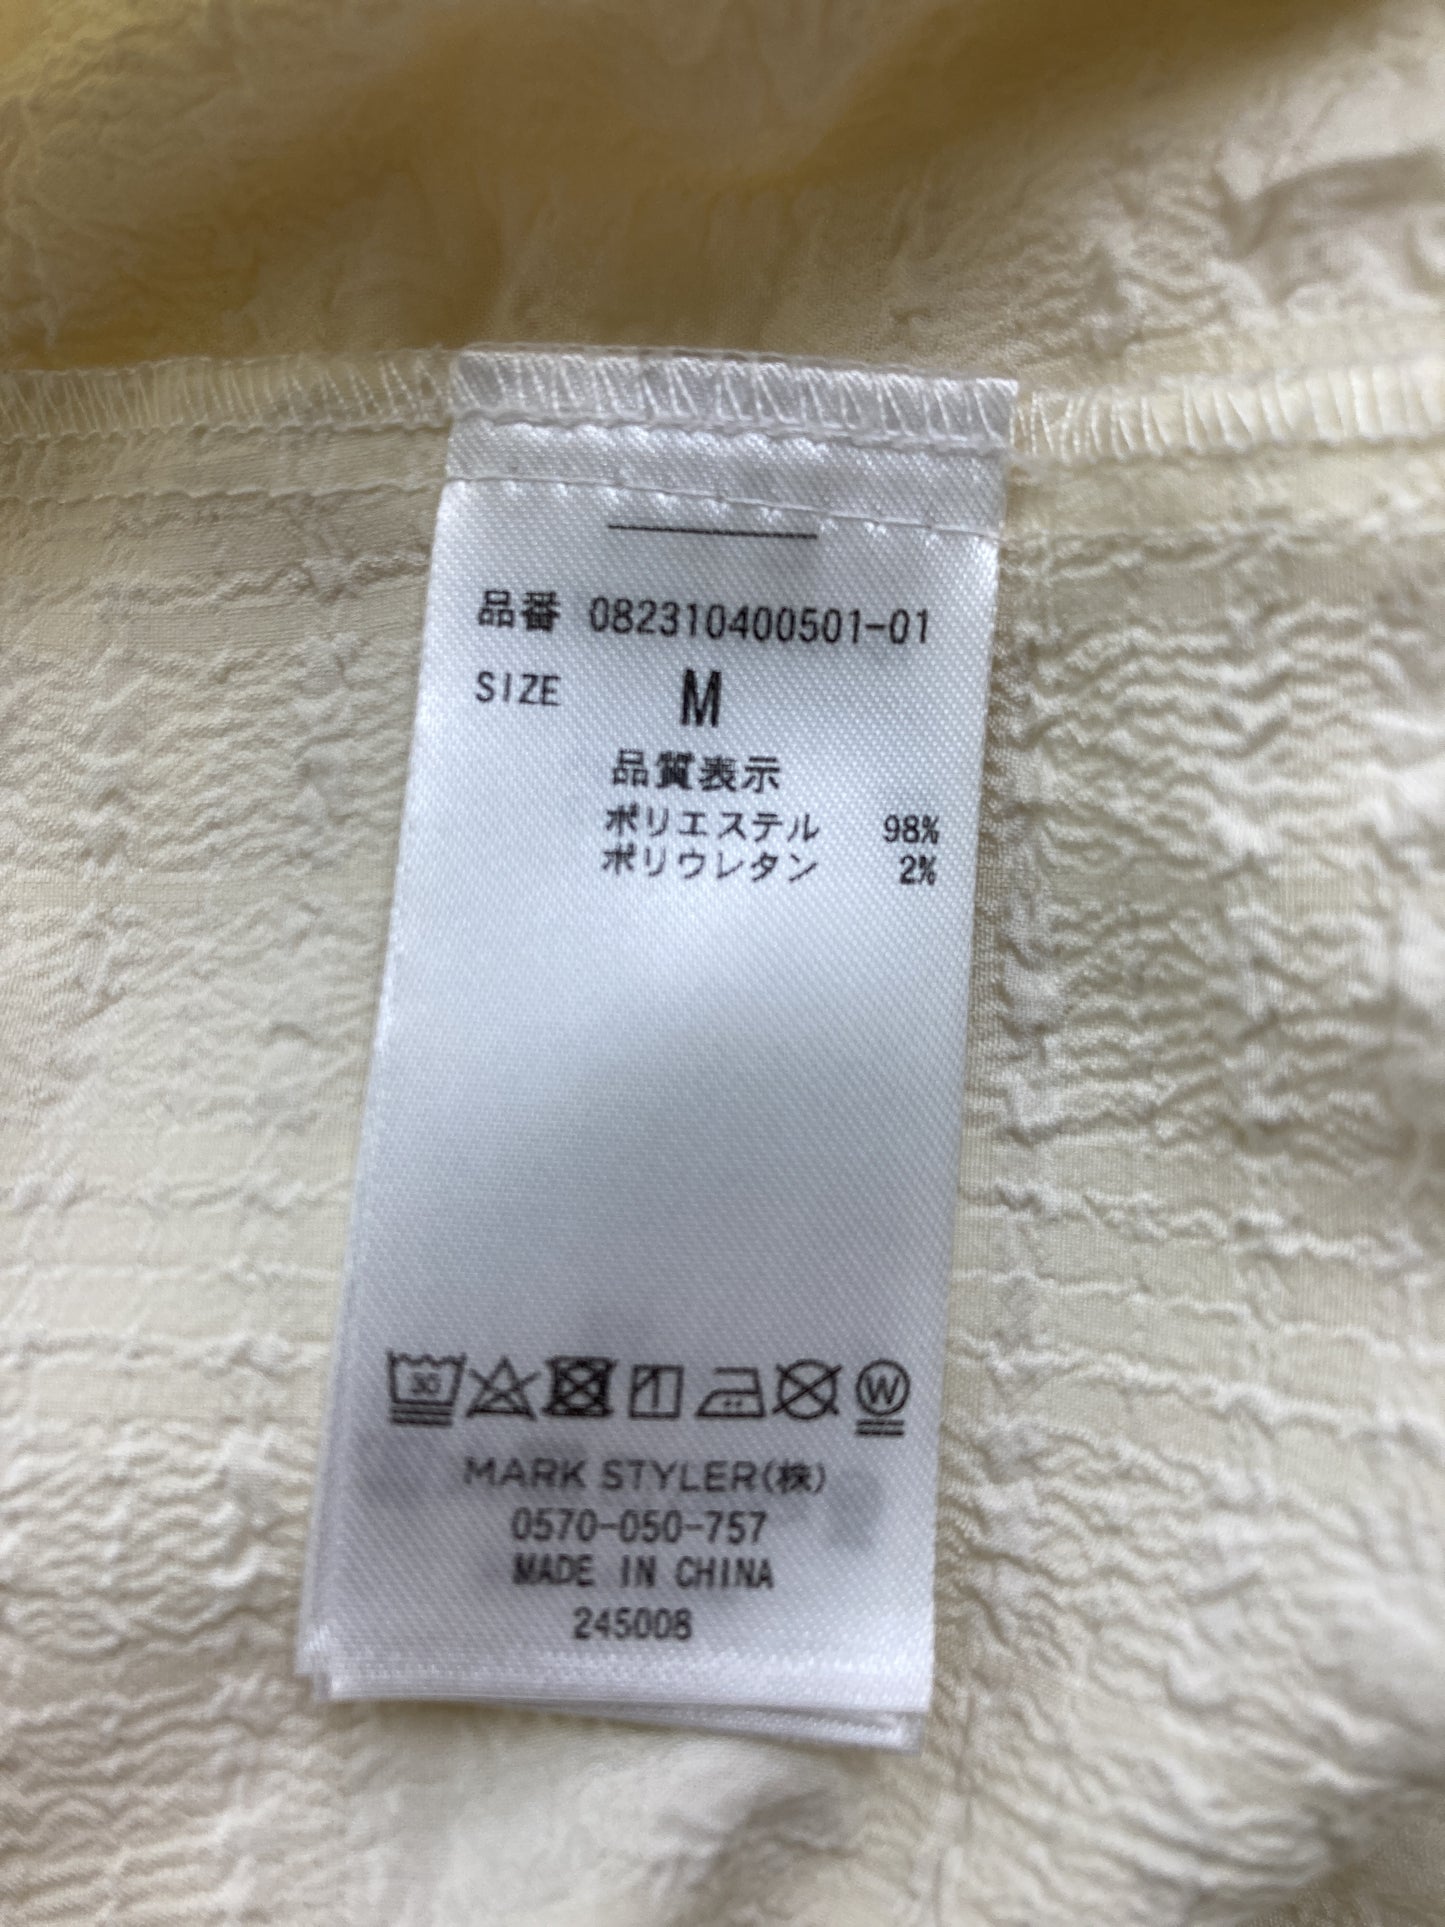 品番 082310400501-01
SIZE M
品質表示
ポリエステル 98%
ポリウレタン 2%
30 W
MARK STYLER(株)
0570-050-757
MADE IN CHINA
245008